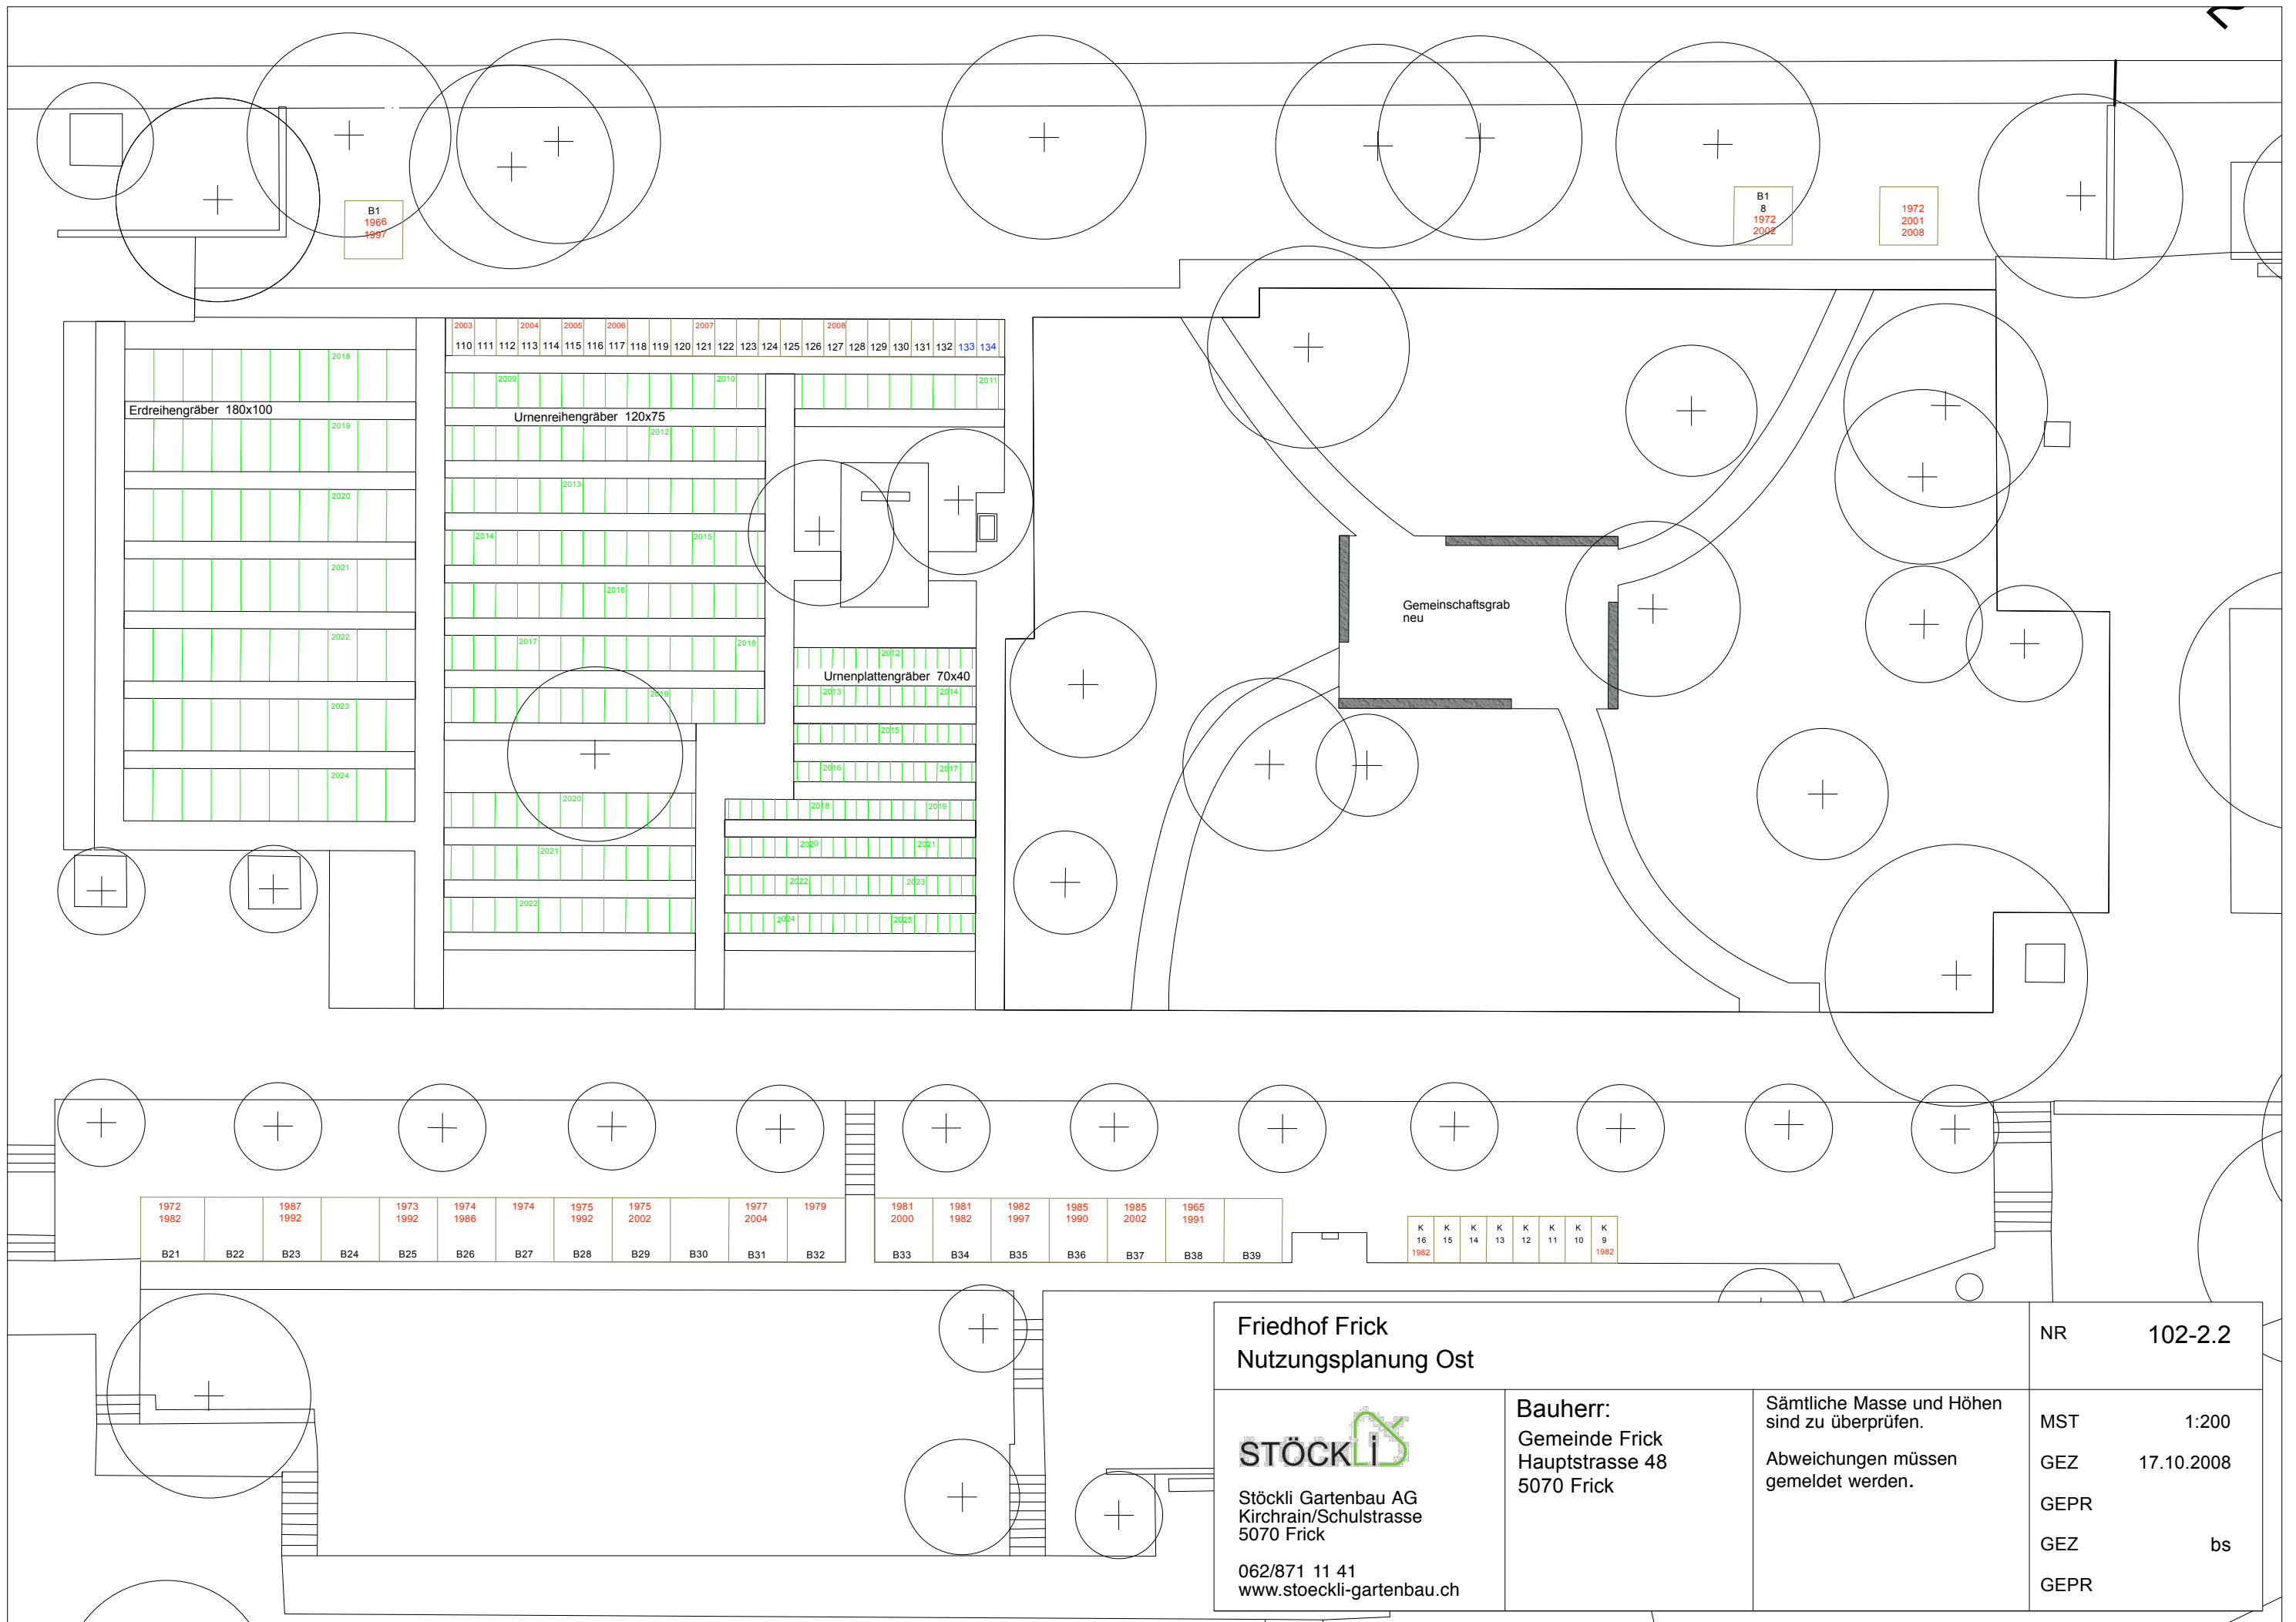 B1
1966
1997
B1
8
1972
2002
1972
2001
2008
2003 2004 2005 2006 2007 2008
110 111 112 113 114 115 116 117 118 119 120 121 122 123 124 125 126 127 128 129 130 131 132 133 134
2018
Erdreihengräber 180x100
2019
2020
2021
2022
2023
2024
2009 2010 2011
Urnenreihengräber 120x75
2012
2013
2014 2015
2016
2017 2018
2019
2020
2021
2022
2012
Urnenplattengräber 70x40
2013 2014
2015
2016 2017
2018 2019
2020 2021
2022 2023
2024 2025
Gemeinschaftsgrab
neu
1972 1987 1973 1974 1974 1975 1975 1977 1979 1981 1981 1982 1985 1985 1965
1982 1992 1992 1986 1992 2002 2004 2000 1982 1997 1990 2002 1991
B21 B22 B23 B24 B25 B26 B27 B28 B29 B30 B31 B32 B33 B34 B35 B36 B37 B38 B39
K K K K K K K K
16 15 14 13 12 11 10 9
1982 1982
Friedhof Frick
Nutzungsplanung Ost
NR 102-2.2
STÖCKLi
Stöckli Gartenbau AG
Kirchrain/Schulstrasse
5070 Frick
062/871 11 41
www.stoeckli-gartenbau.ch
Bauherr:
Gemeinde Frick
Hauptstrasse 48
5070 Frick
Sämtliche Masse und Höhen
sind zu überprüfen.
Abweichungen müssen
gemeldet werden.
MST 1:200
GEZ 17.10.2008
GEPR
GEZ bs
GEPR